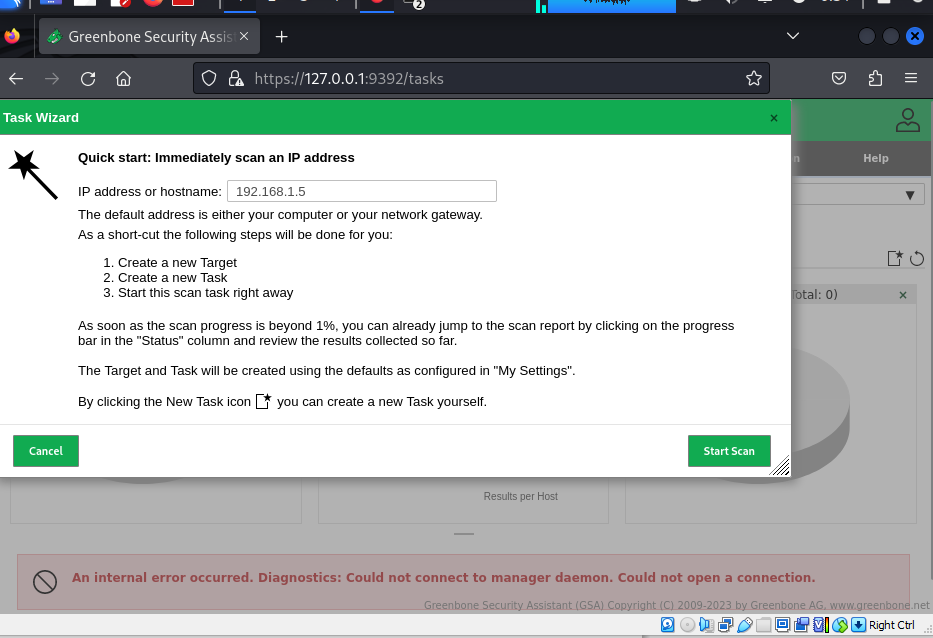 2
Greenbone Security Assis
https://127.0.0.1:9392/tasks
Task Wizard
Help
Quick start: Immediately scan an IP address
IP address or hostname: 192.168.1.5
The default address is either your computer or your network gateway.
As a short-cut the following steps will be done for you:
1. Create a new Target
2. Create a new Task
3. Start this scan task right away
Total: 0)
As soon as the scan progress is beyond 1%, you can already jump to the scan report by clicking on the progress
bar in the "Status" column and review the results collected so far.
The Target and Task will be created using the defaults as configured in "My Settings".
By clicking the New Task icon you can create a new Task yourself.
Cancel
Start Scan
Results per Host
An internal error occurred. Diagnostics: Could not connect to manager daemon. Could not open a connection.
Greenbone Security Assistant (GSA) Copyright (C) 2009-2023 by Greenbone AG, www.greenbone.net
Right Ctrl